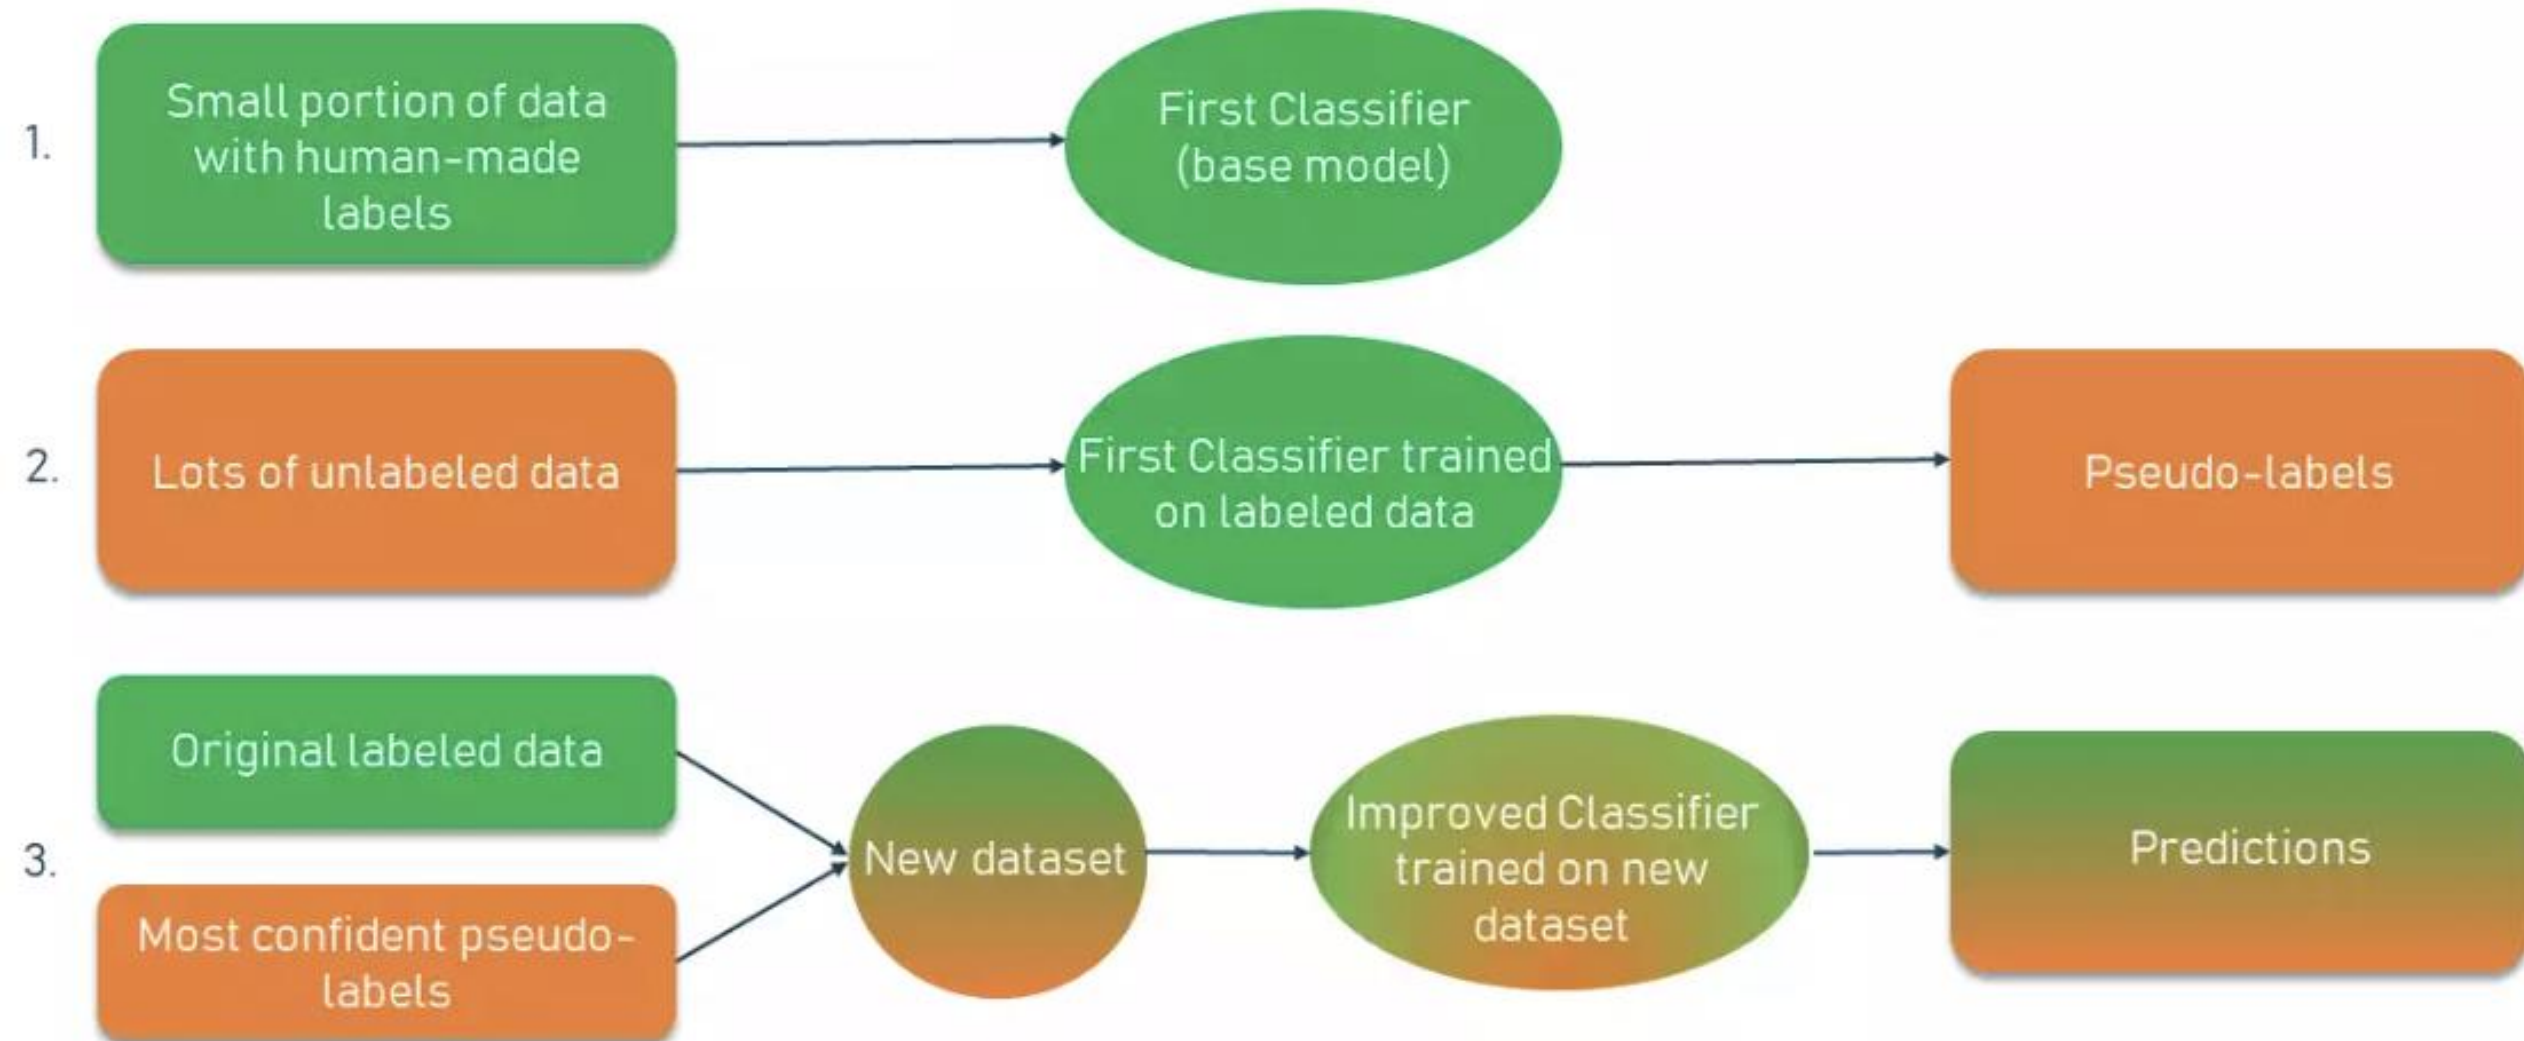 1.
Small portion of data
with human-made
labels
First Classifier
(base model)
2.
Lots of unlabeled data
First Classifier trained
on labeled data
Pseudo-labels
3.
Original labeled data
Most confident pseudo-
labels
New dataset
Improved Classifier
trained on new
dataset
Predictions